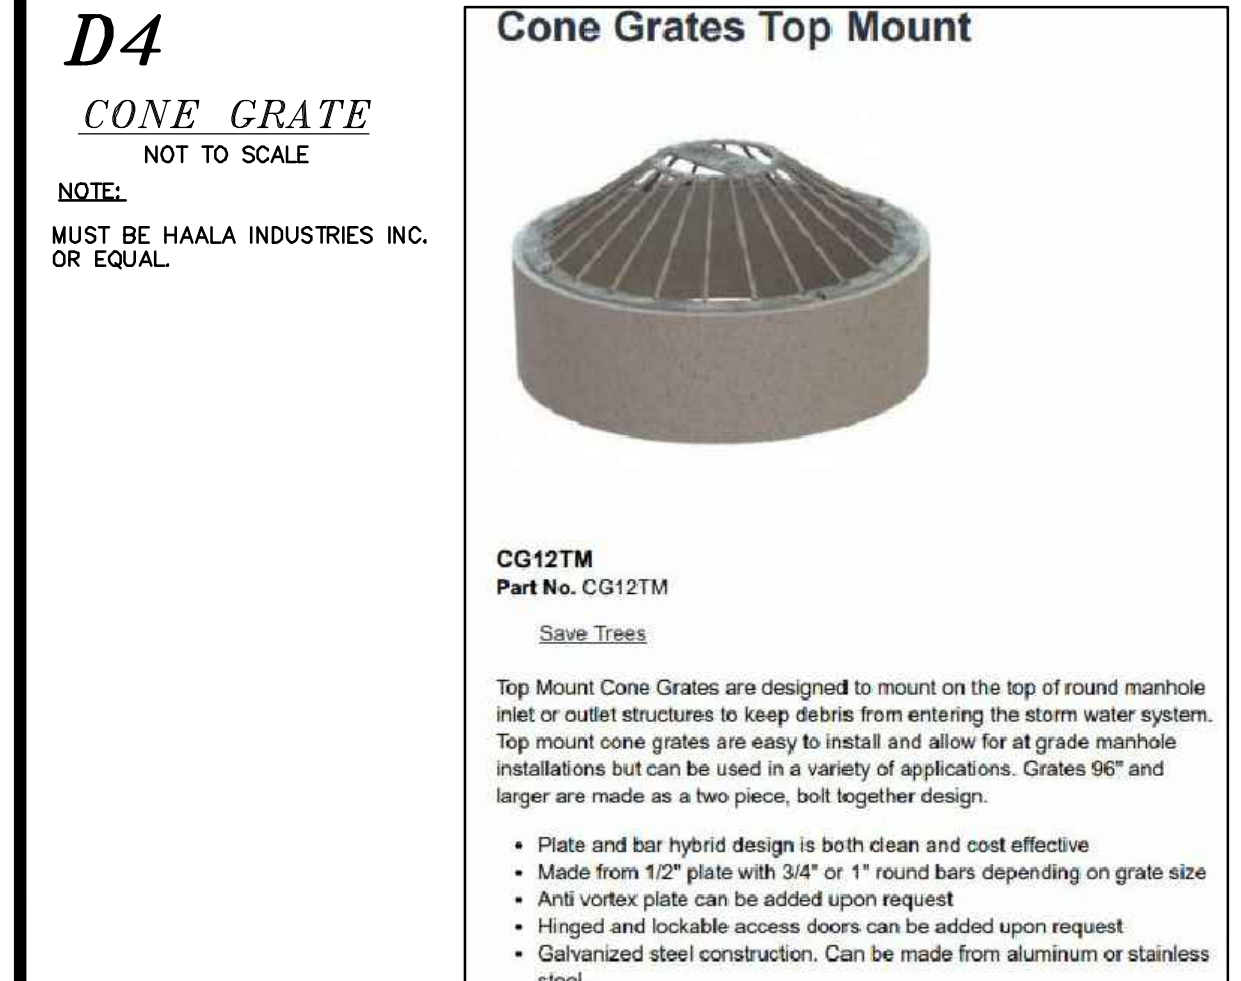 D4
CONE GRATE
NOT TO SCALE
NOTE:
MUST BE HAALA INDUSTRIES INC.
OR EQUAL.
Cone Grates Top Mount
CG12TM
Part No. CG12TM
Save Trees
Top Mount Cone Grates are designed to mount on the top of round manhole
inlet or outlet structures to keep debris from entering the storm water system.
Top mount cone grates are easy to install and allow for at grade manhole
installations but can be used in a variety of applications. Grates 96" and
larger are made as a two piece, bolt together design.
• Plate and bar hybrid design is both clean and cost effective
• Made from 1/2" plate with 3/4" or 1" round bars depending on grate size
• Anti vortex plate can be added upon request
• Hinged and lockable access doors can be added upon request
• Galvanized steel construction. Can be made from aluminum or stainless
steel